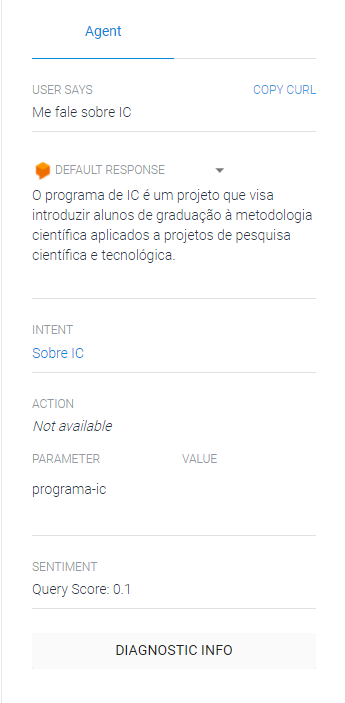 Agent
USER SAYS COPY CURL
Me fale sobre IC
DEFAULT RESPONSE
O programa de IC é um projeto que visa
introduzir alunos de graduação à metodologia
científica aplicados a projetos de pesquisa
científica e tecnológica.
INTENT
Sobre IC
ACTION
Not available
PARAMETER VALUE
programa-ic
SENTIMENT
Query Score: 0.1
DIAGNOSTIC INFO